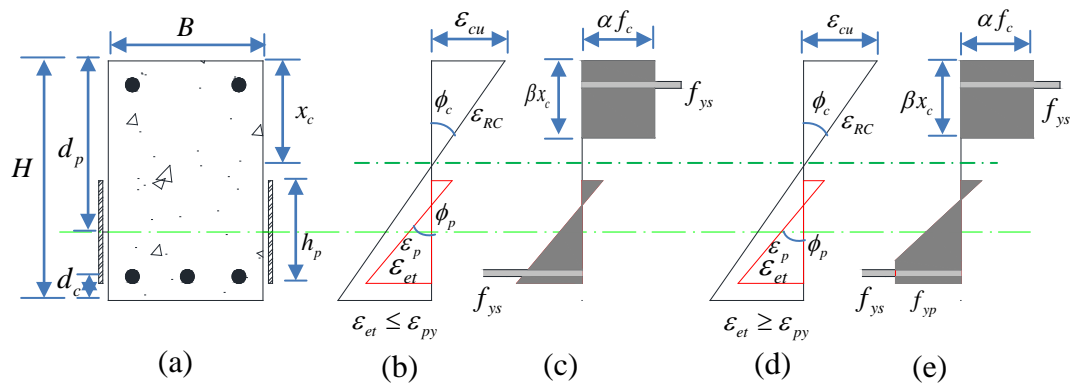 B
H
d_p
d_c
x_c
h_p
(a)
ε_cu
ϕ_c
ε_RC
ϕ_p
ε_p
ε_et
ε_et ≤ ε_py
(b)
α f_c
βx_c
f_ys
f_ys
(c)
ε_cu
ϕ_c
ε_RC
ϕ_p
ε_p
ε_et
ε_et ≥ ε_py
(d)
α f_c
βx_c
f_ys
f_ys
f_yp
(e)